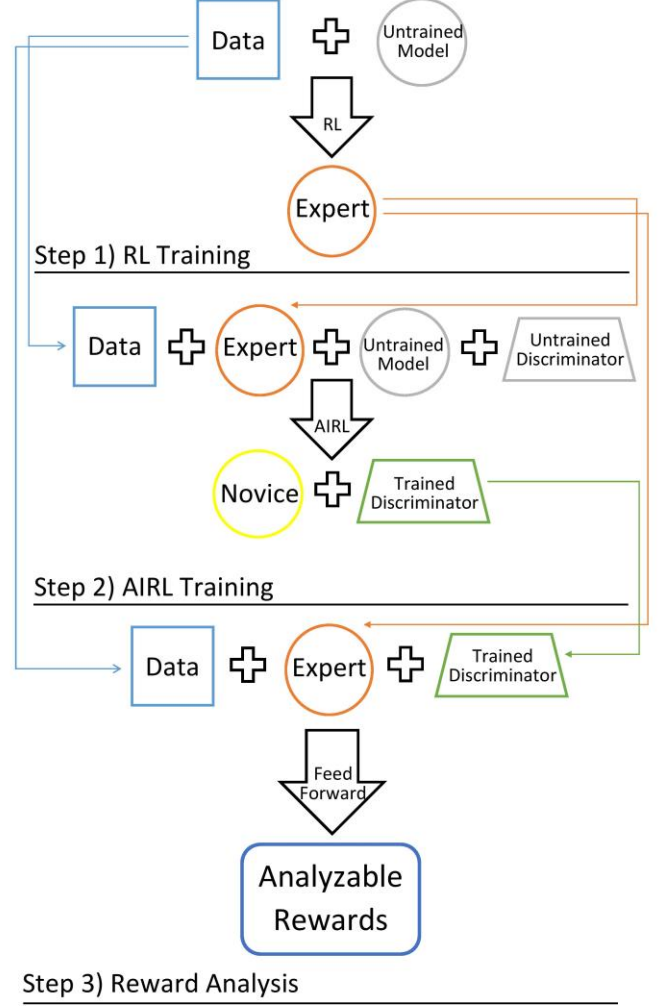 Data
Untrained
Model
RL
Expert
Step 1) RL Training
Data
Expert
Untrained
Model
Untrained
Discriminator
AIRL
Novice
Trained
Discriminator
Step 2) AIRL Training
Data
Expert
Trained
Discriminator
Feed
Forward
Analyzable
Rewards
Step 3) Reward Analysis